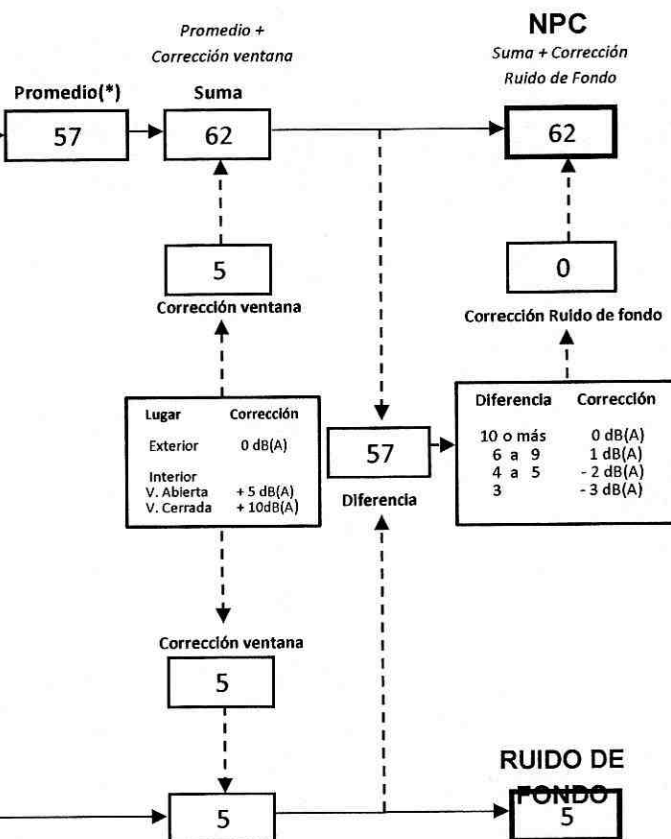 Promedio +
Corrección ventana
NPC
Suma + Corrección
Ruido de Fondo
Promedio(*)
Suma
57
62
62
5
0
Corrección ventana
Corrección Ruido de fondo
Lugar Corrección
Exterior 0 dB(A)
Interior
V. Abierta + 5 dB(A)
V. Cerrada + 10dB(A)
57
Diferencia
Diferencia Corrección
10 o más 0 dB(A)
6 a 9 1 dB(A)
4 a 5 - 2 dB(A)
3 - 3 dB(A)
Corrección ventana
5
RUIDO DE
FONDO
5
5